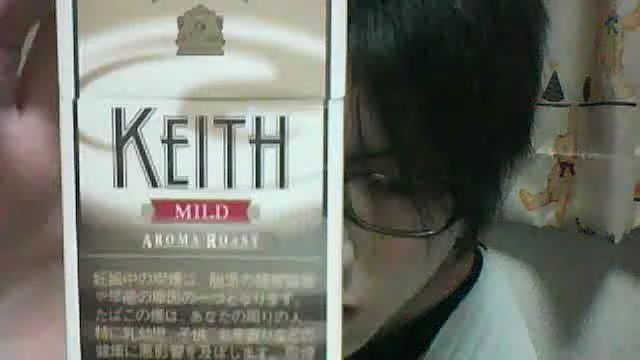 KEITH
MILD
AROMA ROAST
妊娠中の喫煙は、胎児の発育障害
や早産の原因の一つとなります。
たばこの煙は、あなたの周りの人、
特に乳幼児、子供、お年寄りなどの
健康に悪影響を及ぼします。